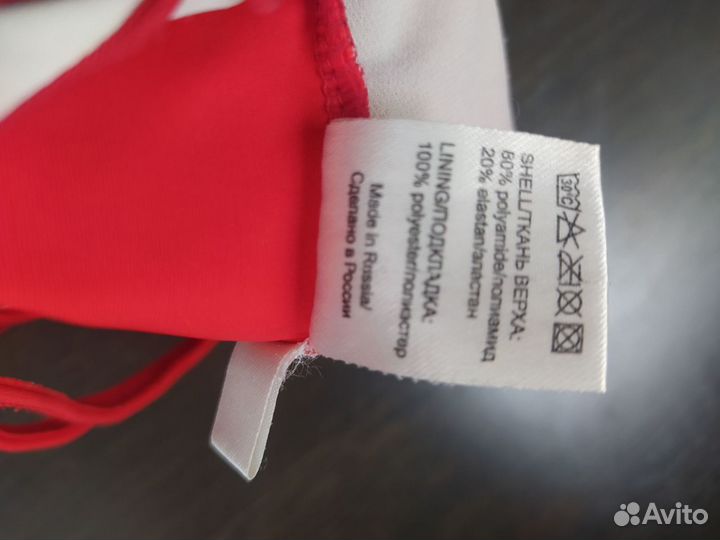 30°C
SHELL/ТКАНЬ ВЕРХА:
80% polyamide/полиамид
20% elastan/эластан
LINING/ПОДКЛАДКА:
100% polyester/полиэстер
Made in Russia/
Сделано в России
Avito